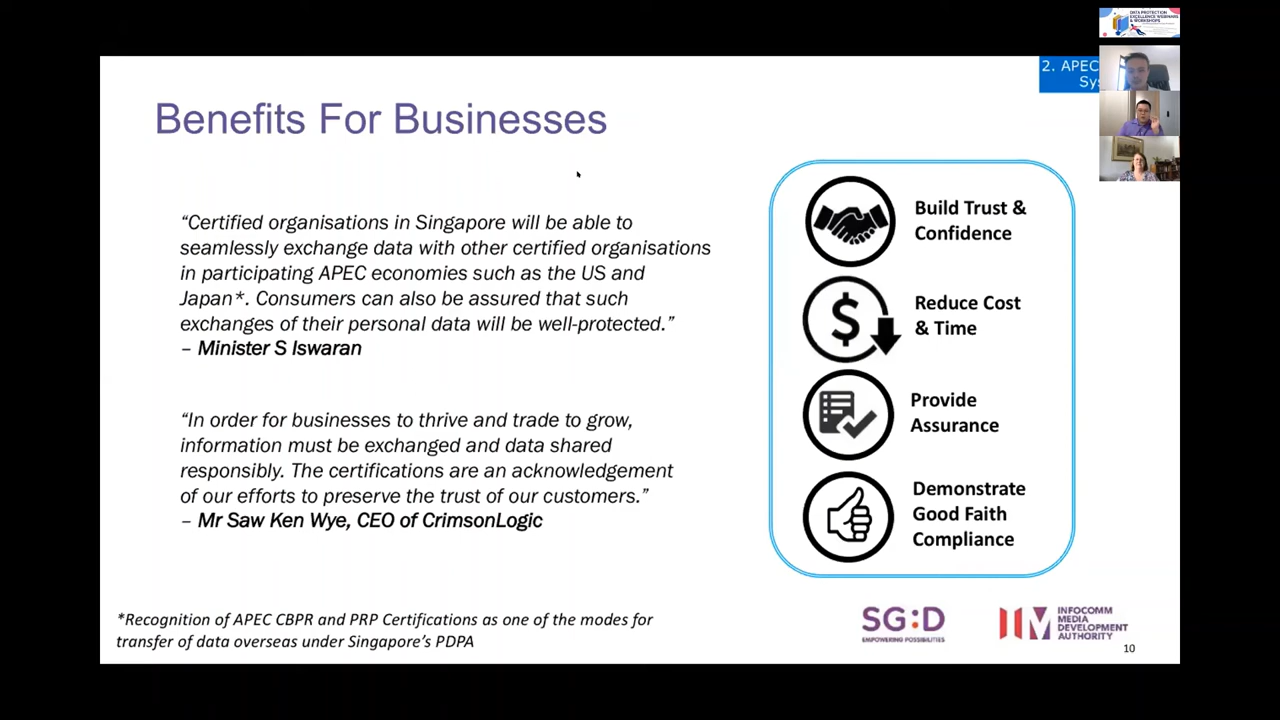 DATA PROTECTION
EXCELLENCE WEBINARS
& WORKSHOPS
2. APEC
Sys
Benefits For Businesses
“Certified organisations in Singapore will be able to
seamlessly exchange data with other certified organisations
in participating APEC economies such as the US and
Japan*. Consumers can also be assured that such
exchanges of their personal data will be well-protected.”
– Minister S Iswaran
“In order for businesses to thrive and trade to grow,
information must be exchanged and data shared
responsibly. The certifications are an acknowledgement
of our efforts to preserve the trust of our customers.”
– Mr Saw Ken Wye, CEO of CrimsonLogic
Build Trust &
Confidence
Reduce Cost
& Time
Provide
Assurance
Demonstrate
Good Faith
Compliance
*Recognition of APEC CBPR and PRP Certifications as one of the modes for
transfer of data overseas under Singapore’s PDPA
SG:D
EMPOWERING POSSIBILITIES
INFOCOMM
MEDIA
DEVELOPMENT
AUTHORITY
10